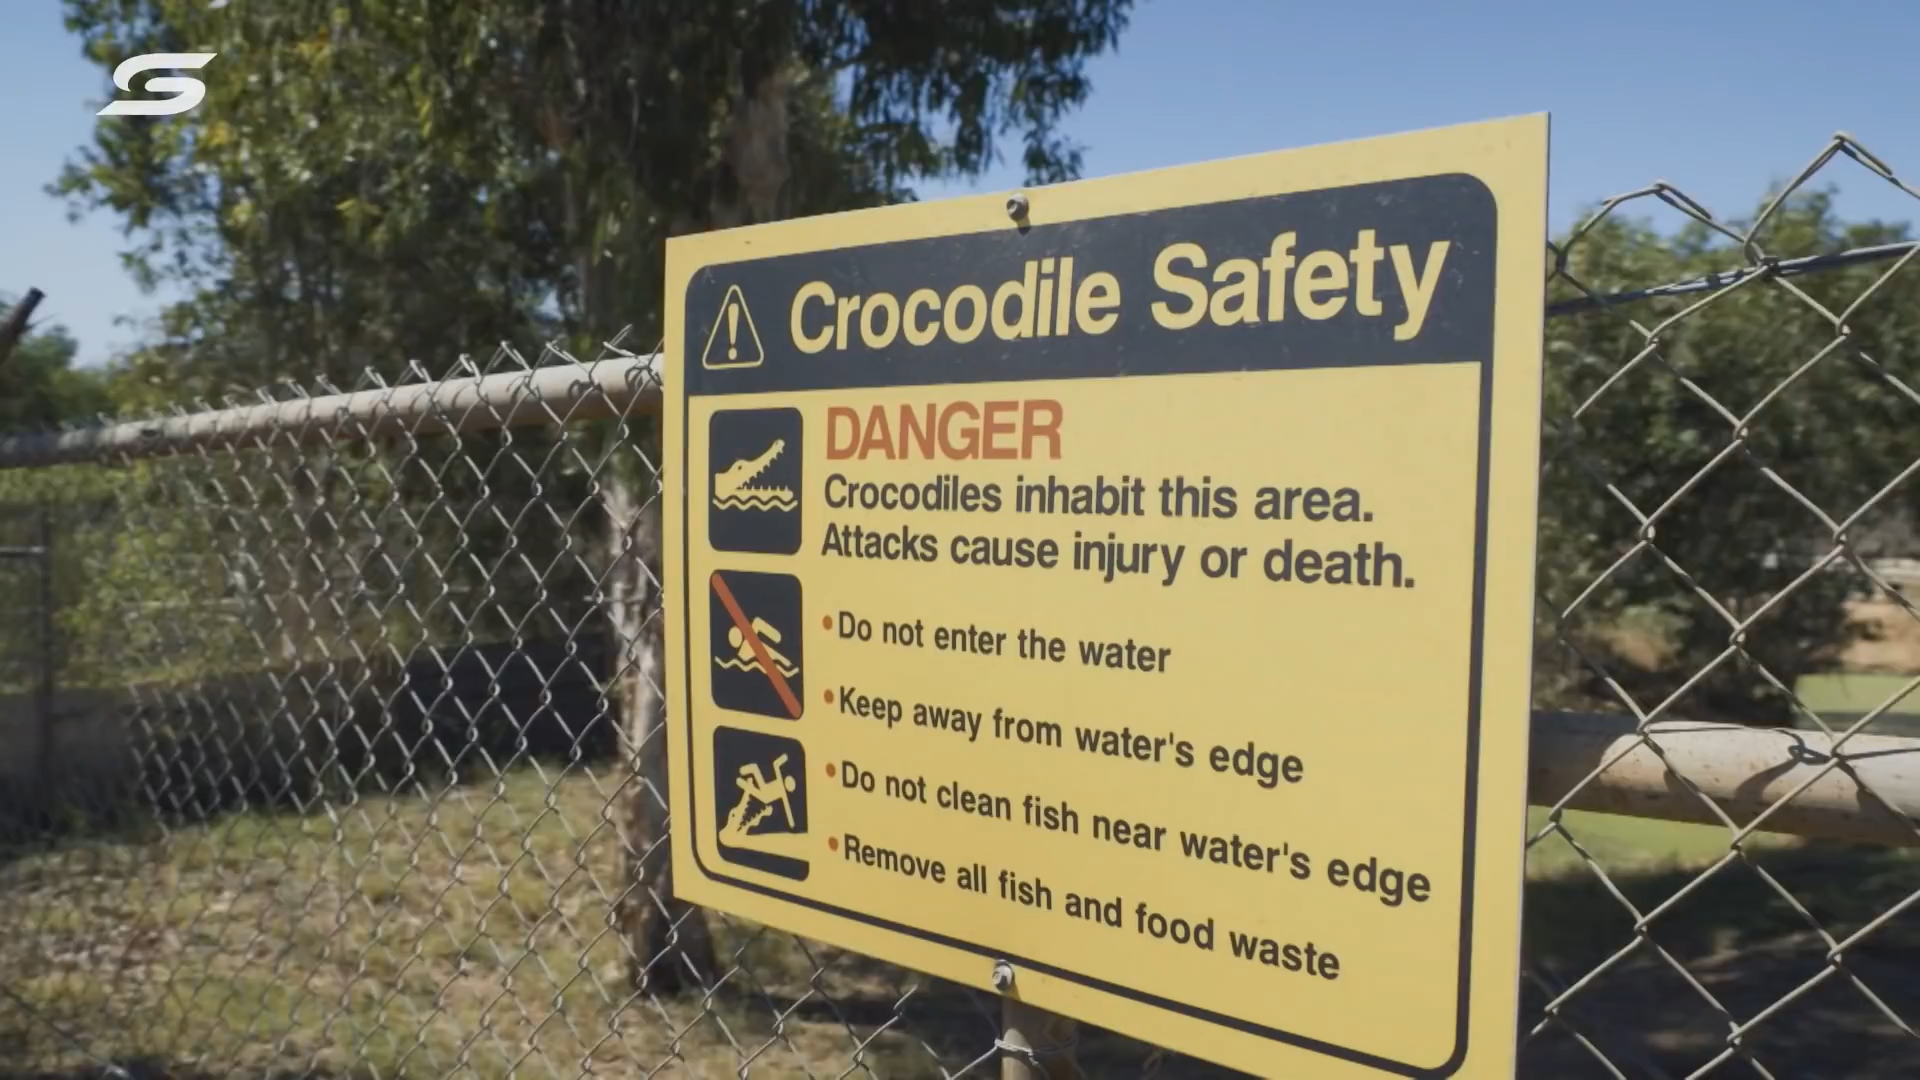 Crocodile Safety
DANGER
Crocodiles inhabit this area.
Attacks cause injury or death.
•Do not enter the water
•Keep away from water's edge
•Do not clean fish near water's edge
•Remove all fish and food waste